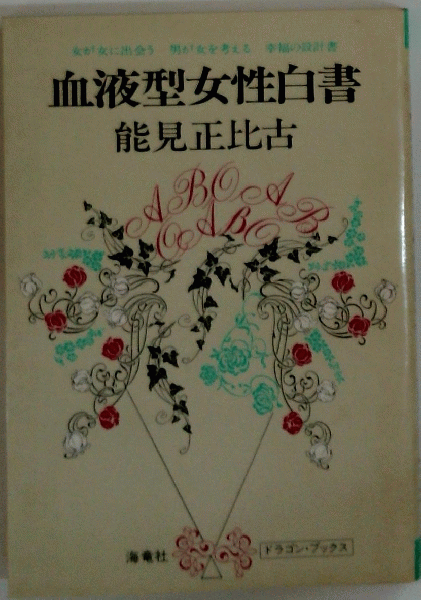 女が女に出会う 男が女を考える 幸福の設計書
血液型女性白書
能見正比古
ABOAB
OABO
海竜社
ドラゴン・ブックス